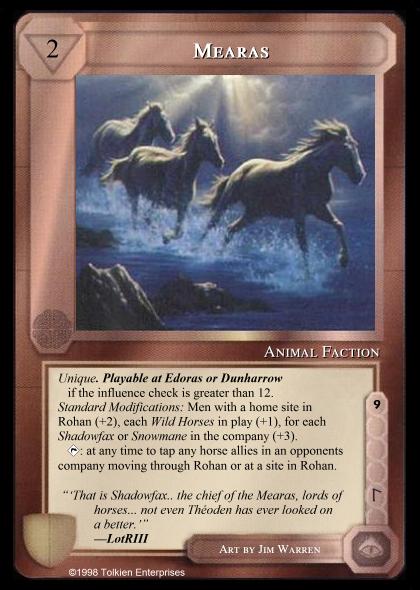 2
MEARAS
ANIMAL FACTION
Unique. Playable at Edoras or Dunharrow
if the influence check is greater than 12.
Standard Modifications: Men with a home site in
Rohan (+2), each Wild Horses in play (+1), for each
Shadowfax or Snowmane in the company (+3).
: at any time to tap any horse allies in an opponents
company moving through Rohan or at a site in Rohan.
“‘That is Shadowfax.. the chief of the Mearas, lords of
horses... not even Théoden has ever looked on
a better.’”
—LotRIII
9
ART BY JIM WARREN
©1998 Tolkien Enterprises